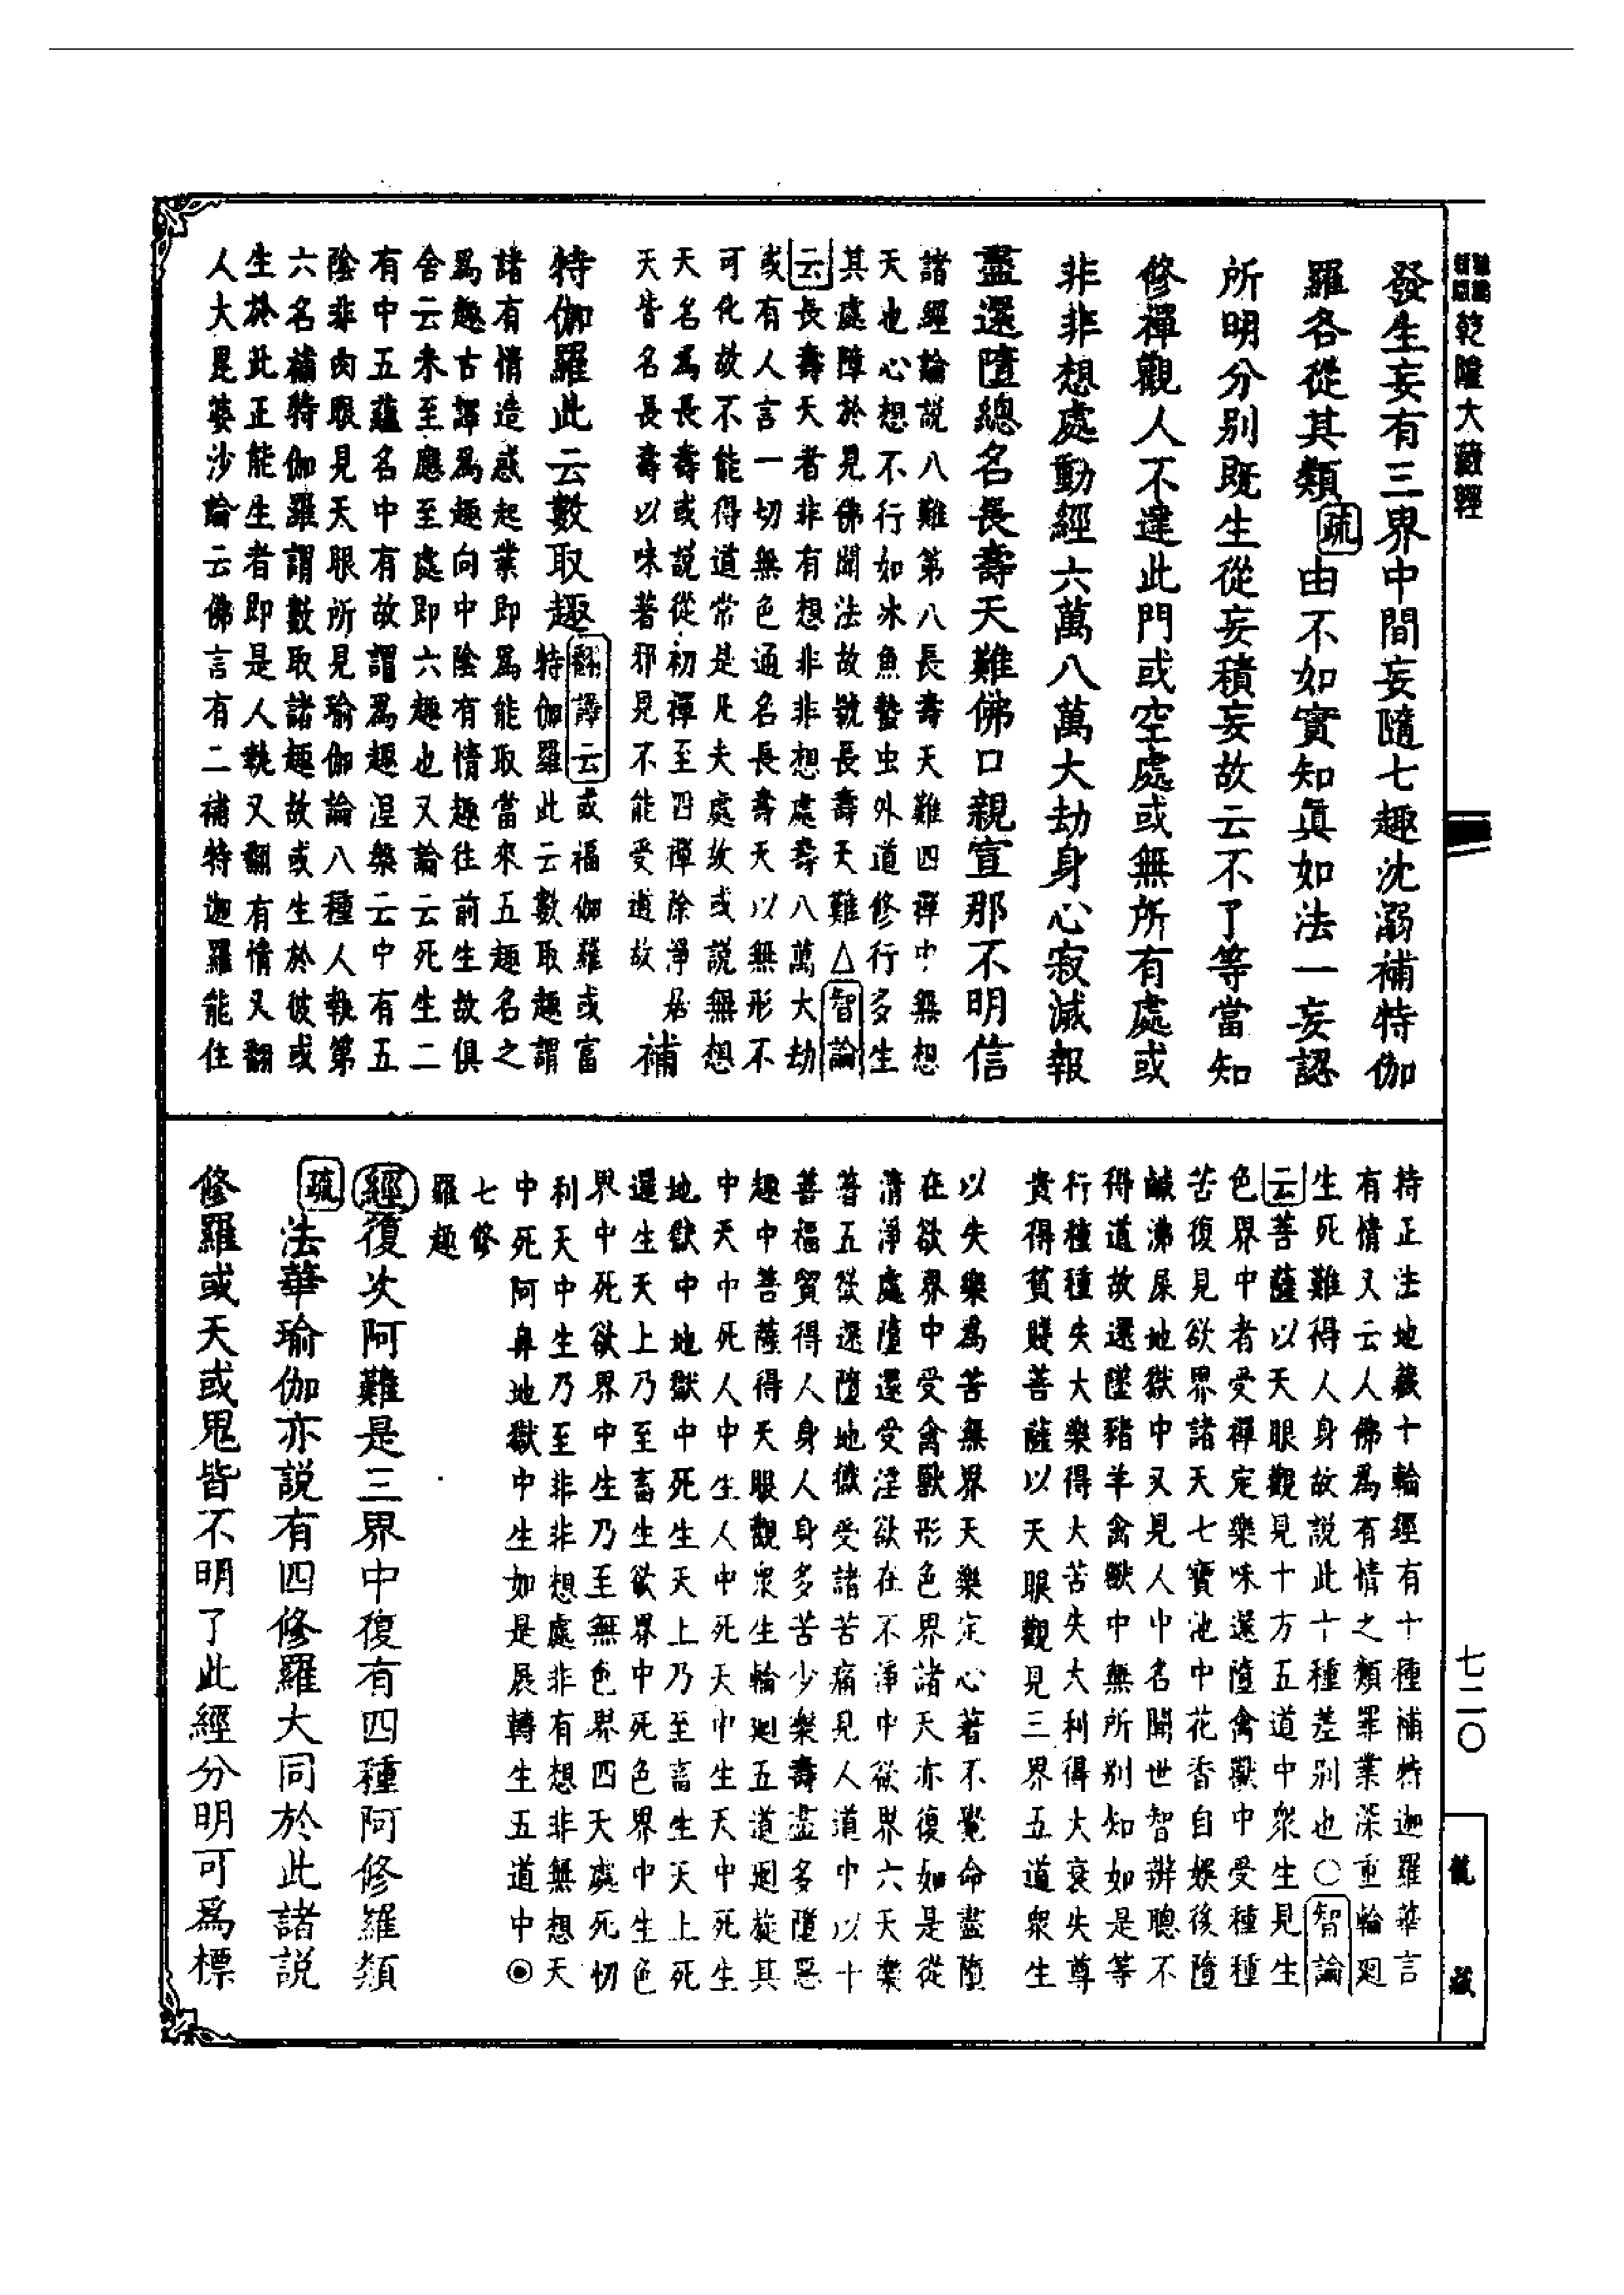 乾隆大藏經
發生妄有三界中間妄隨七趣沈溺補特伽
羅各從其類疏由不如實知眞如法一妄認
所明分別既生從妄積妄故云不了等當知
修禪觀人不達此門或空處或無所有處或
非非想處動經六萬八萬大劫身心寂滅報
盡還墮總名長壽天難佛口親宣那不明信
諸經論説八難第八長壽天難四禪中無想
天也心想不行如冰魚蟄虫外道修行多生
其處障於見佛聞法故號長壽天難△智論
云長壽天者非有想非非想處壽八萬大劫
或有人言一切無色通名長壽天以無形不
可化故不能得道常是凡夫處故或説無想
天名爲長壽或説從初禪至四禪除淨居
天皆名長壽以味著邪見不能受道故
補
特伽羅此云數取趣
翻譯云或福伽羅或富
特伽羅此云數取趣謂
諸有情造惑起業即爲能取當來五趣名之
爲趣古譯爲趣向中陰有情趣往前生故俱
舍云未至應至處即六趣也又論云死生二
有中五蘊名中有故謂爲趣涅槃云中有五
陰非肉眼見天眼所見瑜伽論八種人執第
六名補特伽羅謂數取諸趣故或生於彼或
生於此正能生者即是人執又翻有情又翻
人大毘婆沙論云佛言有二補特迦羅能住
持正法地藏十輪經有十種補特迦羅華言
有情又云人佛爲有情之類罪業深重輪廻
生死難得人身故説此十種差別也○智論
云菩薩以天眼觀見十方五道中衆生見生
色界中者受禪定樂味還墮禽獸中受種種
苦復見欲界諸天七寶池中花香自娛後墮
鹹沸屎地獄中又見人中名聞世智辨聰不
得道故還墜豬羊禽獸中無所別知如是等
行種種失大樂得大苦失大利得大衰失尊
貴得貧賤菩薩以天眼觀見三界五道衆生
以失樂爲苦無界天樂定心著不覺命盡墮
在欲界中受禽獸形色界諸天亦復如是從
清淨處墮還受婬欲在不淨中欲界六天樂
著五欲還墮地獄受諸苦痛見人道中以十
善福貿得人身人身多苦少樂壽盡多墮惡
趣中菩薩得天眼觀衆生輪廻五道迴旋其
中天中死人中生人中死天中生天中死生
地獄中地獄中死生天上乃至畜生天上死
還生天上乃至畜生欲界中死色界中生色
界中死欲界中生乃至無色界四天處死忉
利天中生乃至非非想處非有想非無想天
中死阿鼻地獄中生如是展轉生五道中◉
七修
羅趣
經復次阿難是三界中復有四種阿修羅類
疏法華瑜伽亦説有四修羅大同於此諸説
修羅或天或鬼皆不明了此經分明可爲標
七二〇
龍藏